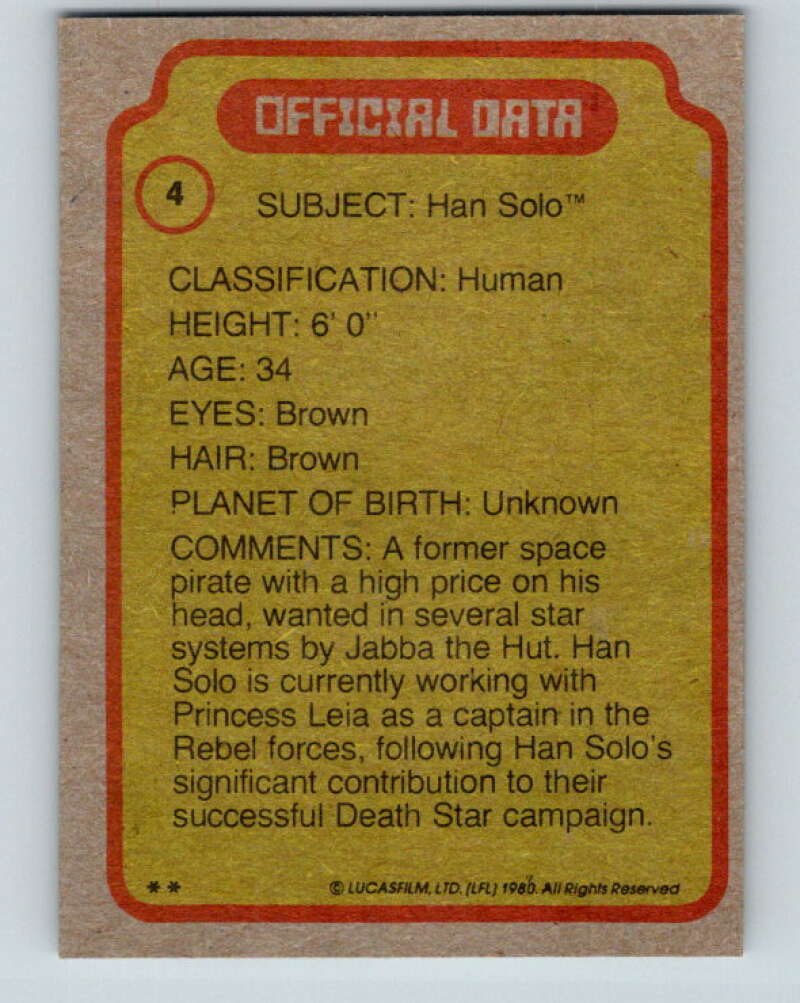 OFFICIAL DATA
4
SUBJECT: Han Solo™
CLASSIFICATION: Human
HEIGHT: 6' 0"
AGE: 34
EYES: Brown
HAIR: Brown
PLANET OF BIRTH: Unknown
COMMENTS: A former space
pirate with a high price on his
head, wanted in several star
systems by Jabba the Hut. Han
Solo is currently working with
Princess Leia as a captain in the
Rebel forces, following Han Solo's
significant contribution to their
successful Death Star campaign.
** © LUCASFILM, LTD. (LFL) 1980. All Rights Reserved